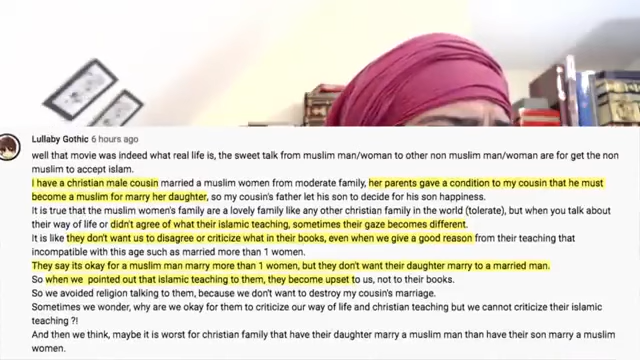 Lullaby Gothic 6 hours ago
well that movie was indeed what real life is, the sweet talk from muslim man/woman to other non muslim man/woman are for get the non
muslim to accept islam.
I have a christian male cousin married a muslim women from moderate family, her parents gave a condition to my cousin that he must
become a muslim for marry her daughter, so my cousin's father let his son to decide for his son happiness.
It is true that the muslim women's family are a lovely family like any other christian family in the world (tolerate), but when you talk about
their way of life or didn't agree of what their islamic teaching, sometimes their gaze becomes different.
It is like they don't want us to disagree or criticize what in their books, even when we give a good reason from their teaching that
incompatible with this age such as married more than 1 women.
They say its okay for a muslim man marry more than 1 women, but they don't want their daughter marry to a married man.
So when we pointed out that islamic teaching to them, they become upset to us, not to their books.
So we avoided religion talking to them, because we don't want to destroy my cousin's marriage.
Sometimes we wonder, why are we okay for them to criticize our way of life and christian teaching but we cannot criticize their islamic
teaching ?!
And then we think, maybe it is worst for christian family that have their daughter marry a muslim man than have their son marry a muslim
women.